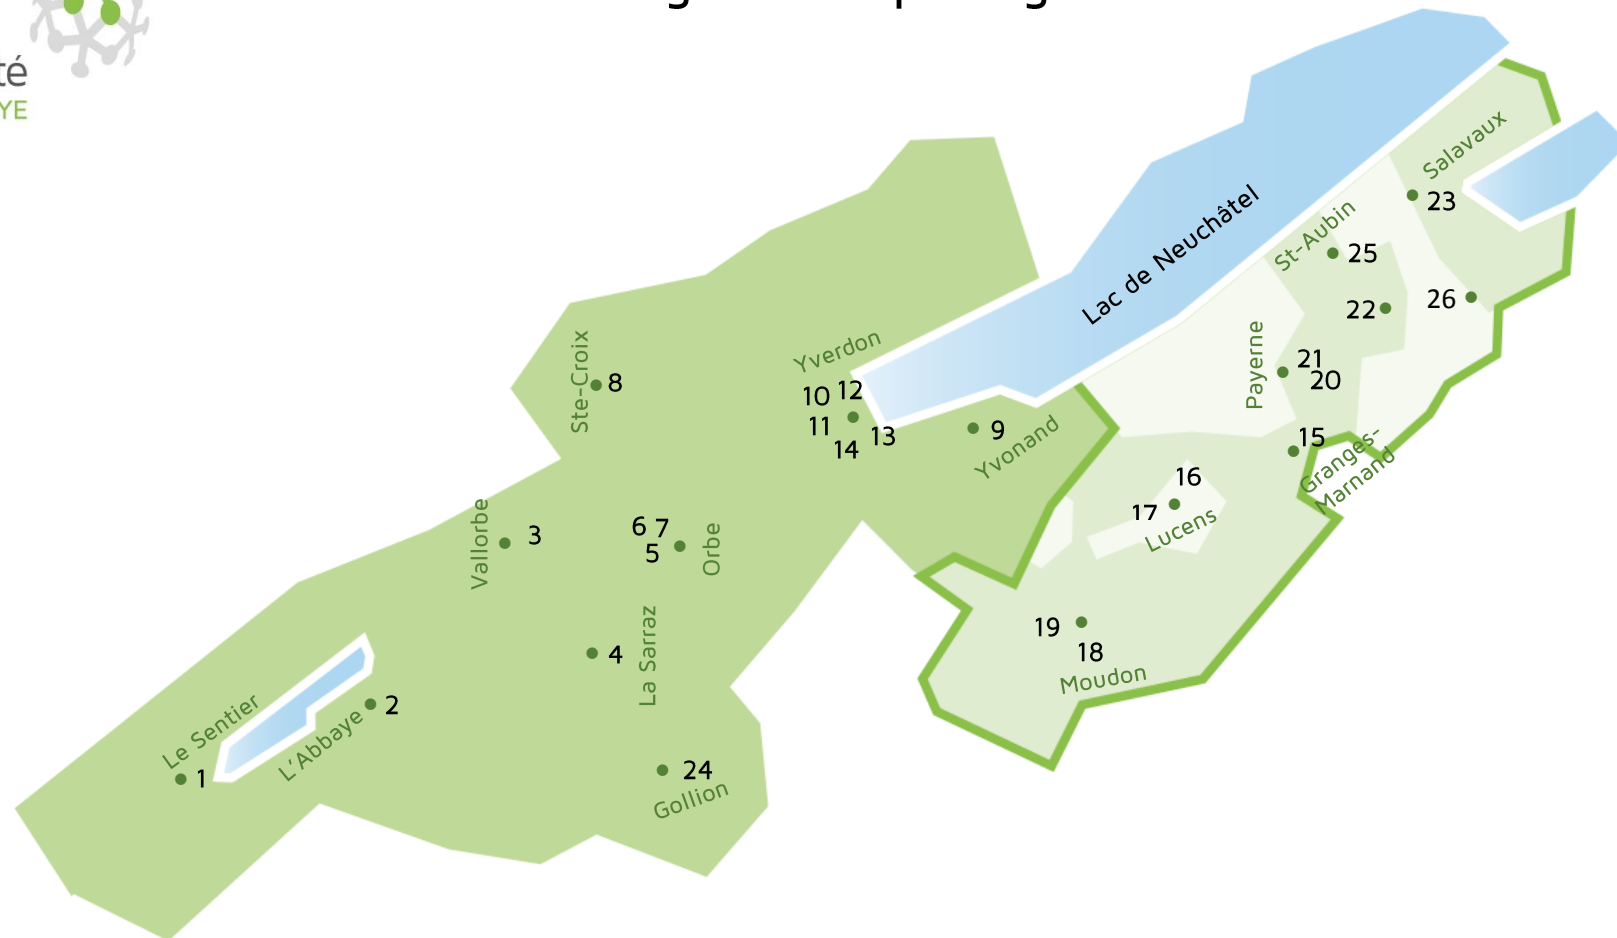 té
YE
Lac de Neuchâtel
Salavaux
23
St-Aubin
25
26
22
Payerne
21
20
15
Granges-
Marnand
Ste-Croix
8
Yverdon
10 12
11
13
14
9
Yvonand
16
17
Lucens
Vallorbe
3
6 7
5
Orbe
19
18
Moudon
La Sarraz
4
Le Sentier
1
L'Abbaye
2
24
Gollion